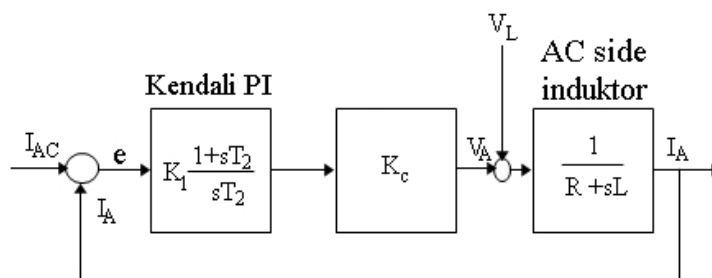 V_L
AC side
induktor
Kendali PI
I_AC
e
K_1 1+sT_2 / sT_2
K_c
V_A
1 / R +sL
I_A
I_A